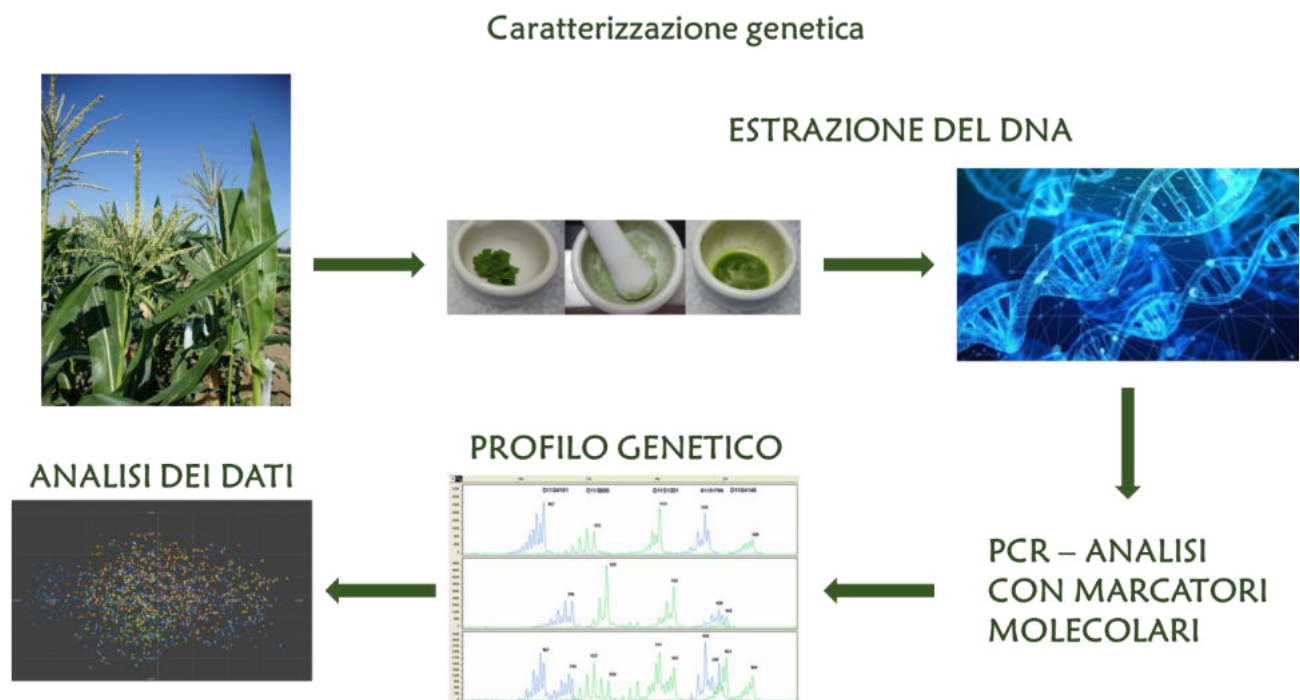 Caratterizzazione genetica
ESTRAZIONE DEL DNA
PCR – ANALISI
CON MARCATORI
MOLECOLARI
PROFILO GENETICO
ANALISI DEI DATI